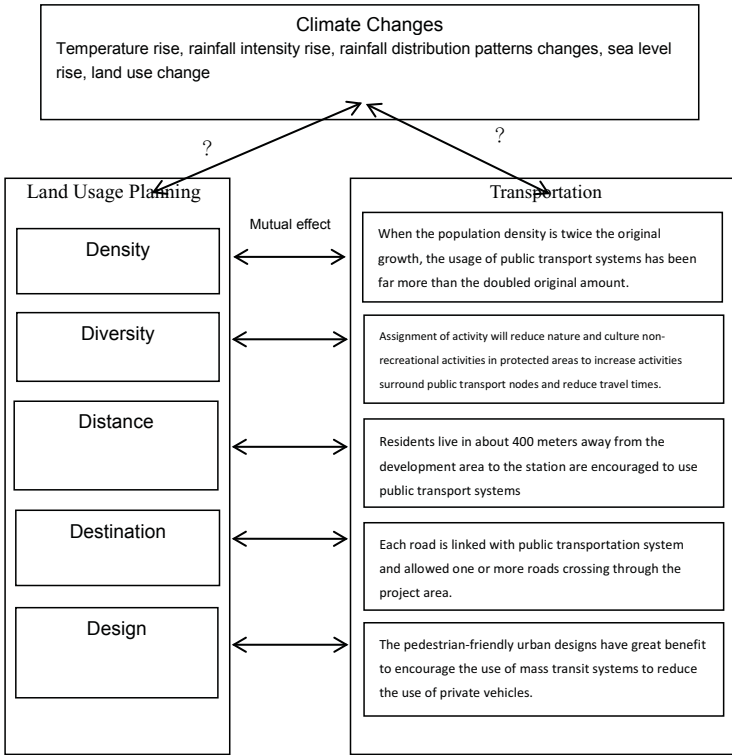 Climate Changes
Temperature rise, rainfall intensity rise, rainfall distribution patterns changes, sea level
rise, land use change
?
?
Land Usage Planning
Transportation
Mutual effect
Density
When the population density is twice the original
growth, the usage of public transport systems has been
far more than the doubled original amount.
Diversity
Assignment of activity will reduce nature and culture non-
recreational activities in protected areas to increase activities
surround public transport nodes and reduce travel times.
Distance
Residents live in about 400 meters away from the
development area to the station are encouraged to use
public transport systems
Destination
Each road is linked with public transportation system
and allowed one or more roads crossing through the
project area.
Design
The pedestrian-friendly urban designs have great benefit
to encourage the use of mass transit systems to reduce
the use of private vehicles.